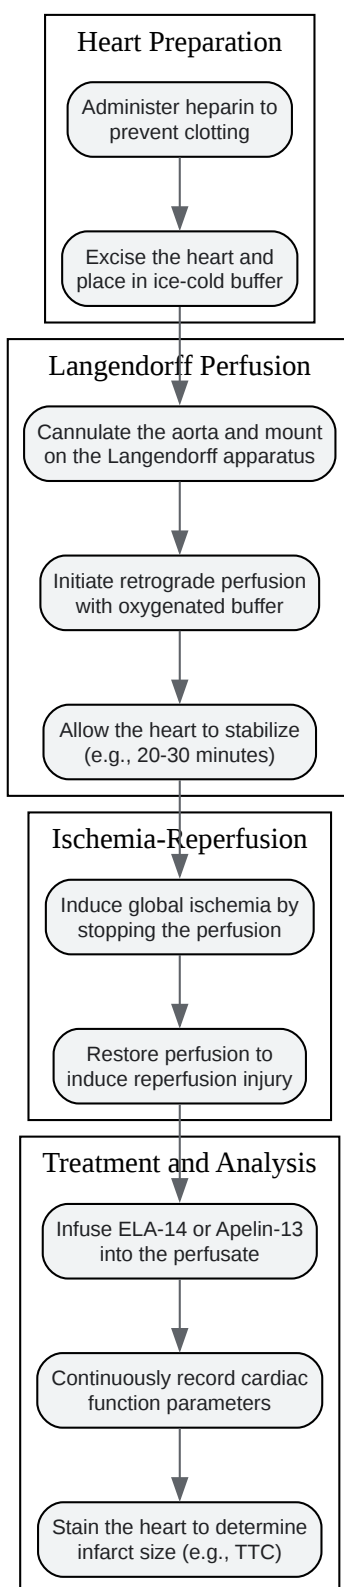 Heart Preparation
Administer heparin to
prevent clotting
Excise the heart and
place in ice-cold buffer
Langendorff Perfusion
Cannulate the aorta and mount
on the Langendorff apparatus
Initiate retrograde perfusion
with oxygenated buffer
Allow the heart to stabilize
(e.g., 20-30 minutes)
Ischemia-Reperfusion
Induce global ischemia by
stopping the perfusion
Restore perfusion to
induce reperfusion injury
Treatment and Analysis
Infuse ELA-14 or Apelin-13
into the perfusate
Continuously record cardiac
function parameters
Stain the heart to determine
infarct size (e.g., TTC)